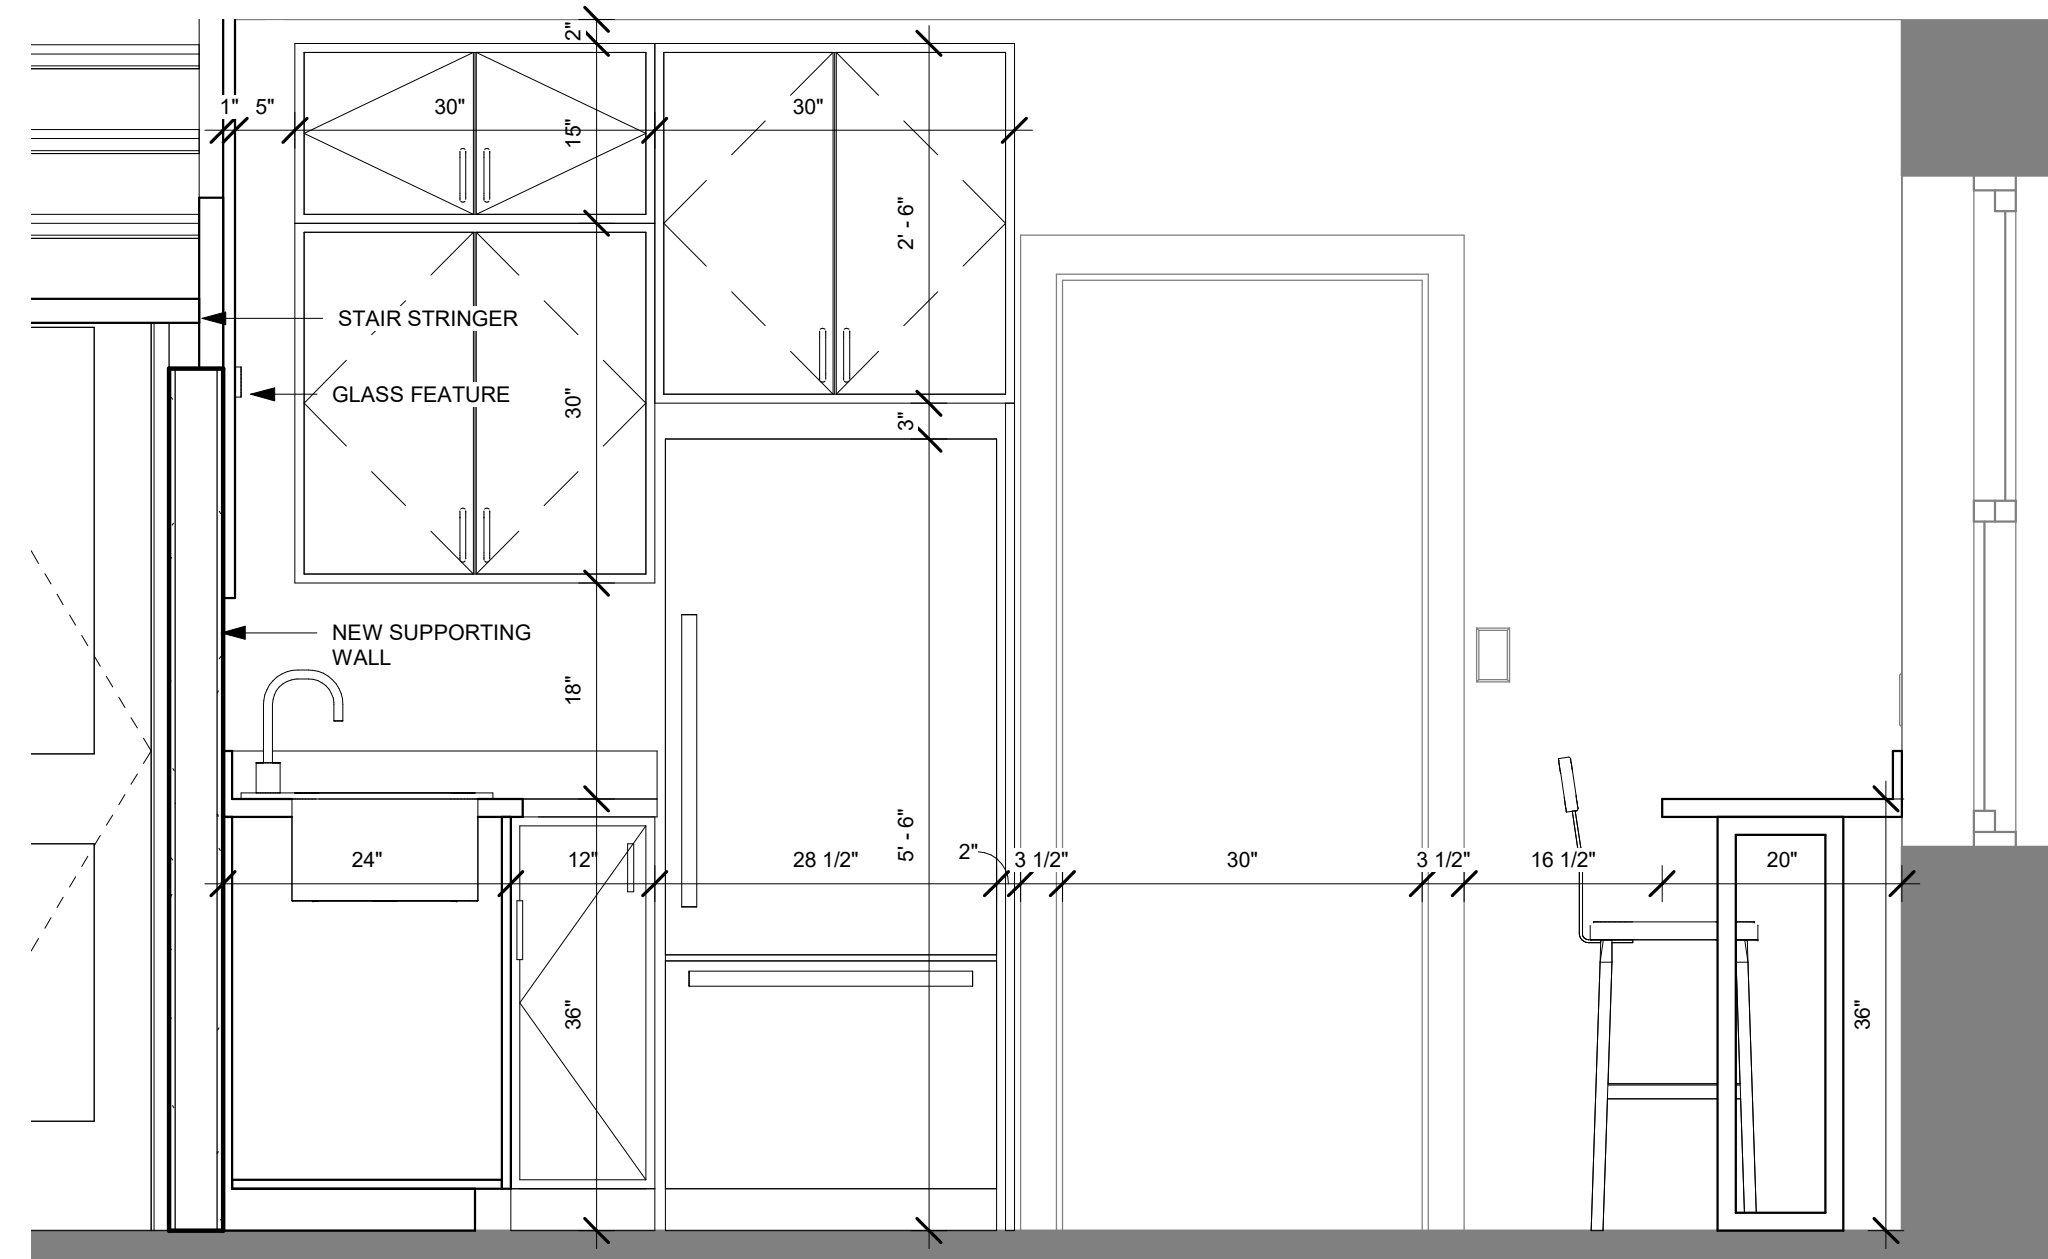 2"
1" 5" 30" 30"
15"
2' - 6"
STAIR STRINGER
GLASS FEATURE
30"
3"
NEW SUPPORTING
WALL
18"
5' - 6"
24" 12" 28 1/2" 2" 3 1/2" 30" 3 1/2" 16 1/2" 20"
36"
36"